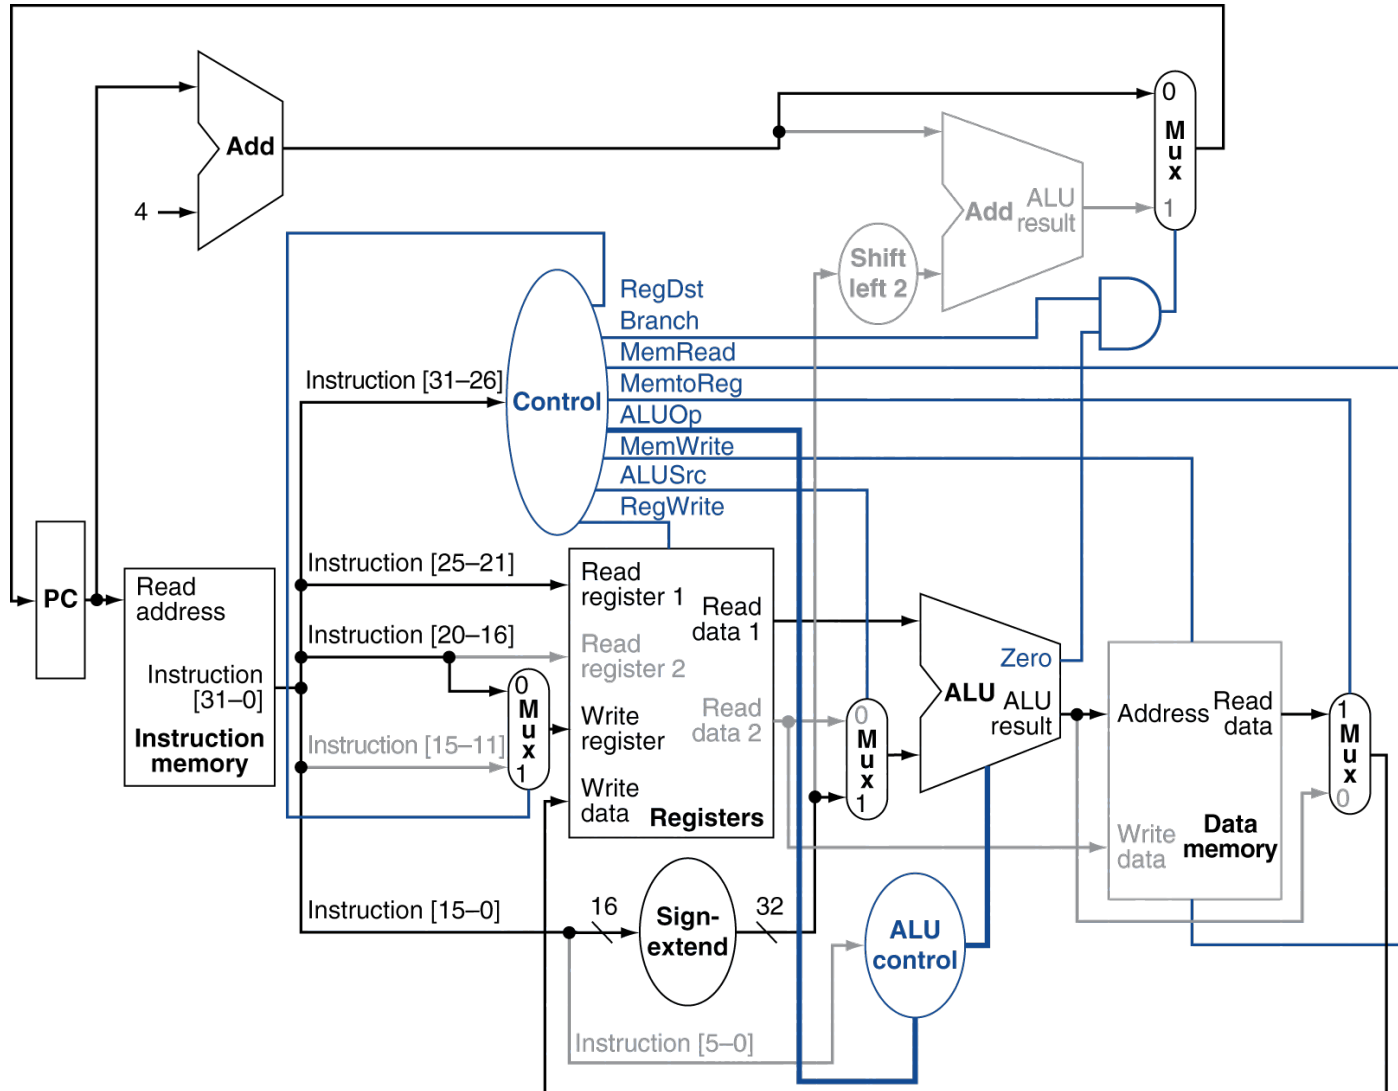 Add
4
0
Mux
1
Add
ALU
result
Shift
left 2
RegDst
Branch
MemRead
MemtoReg
ALUOp
MemWrite
ALUSrc
RegWrite
Control
Instruction [31–26]
PC
Read
address
Instruction
[31–0]
Instruction
memory
Instruction [25–21]
Instruction [20–16]
Instruction [15–11]
0
Mux
1
Read
register 1
Read
register 2
Write
register
Write
data
Read
data 1
Read
data 2
Registers
0
Mux
1
Zero
ALU
ALU
result
Address
Read
data
Write
data
Data
memory
1
Mux
0
Instruction [15–0]
16
Sign-
extend
32
ALU
control
Instruction [5–0]